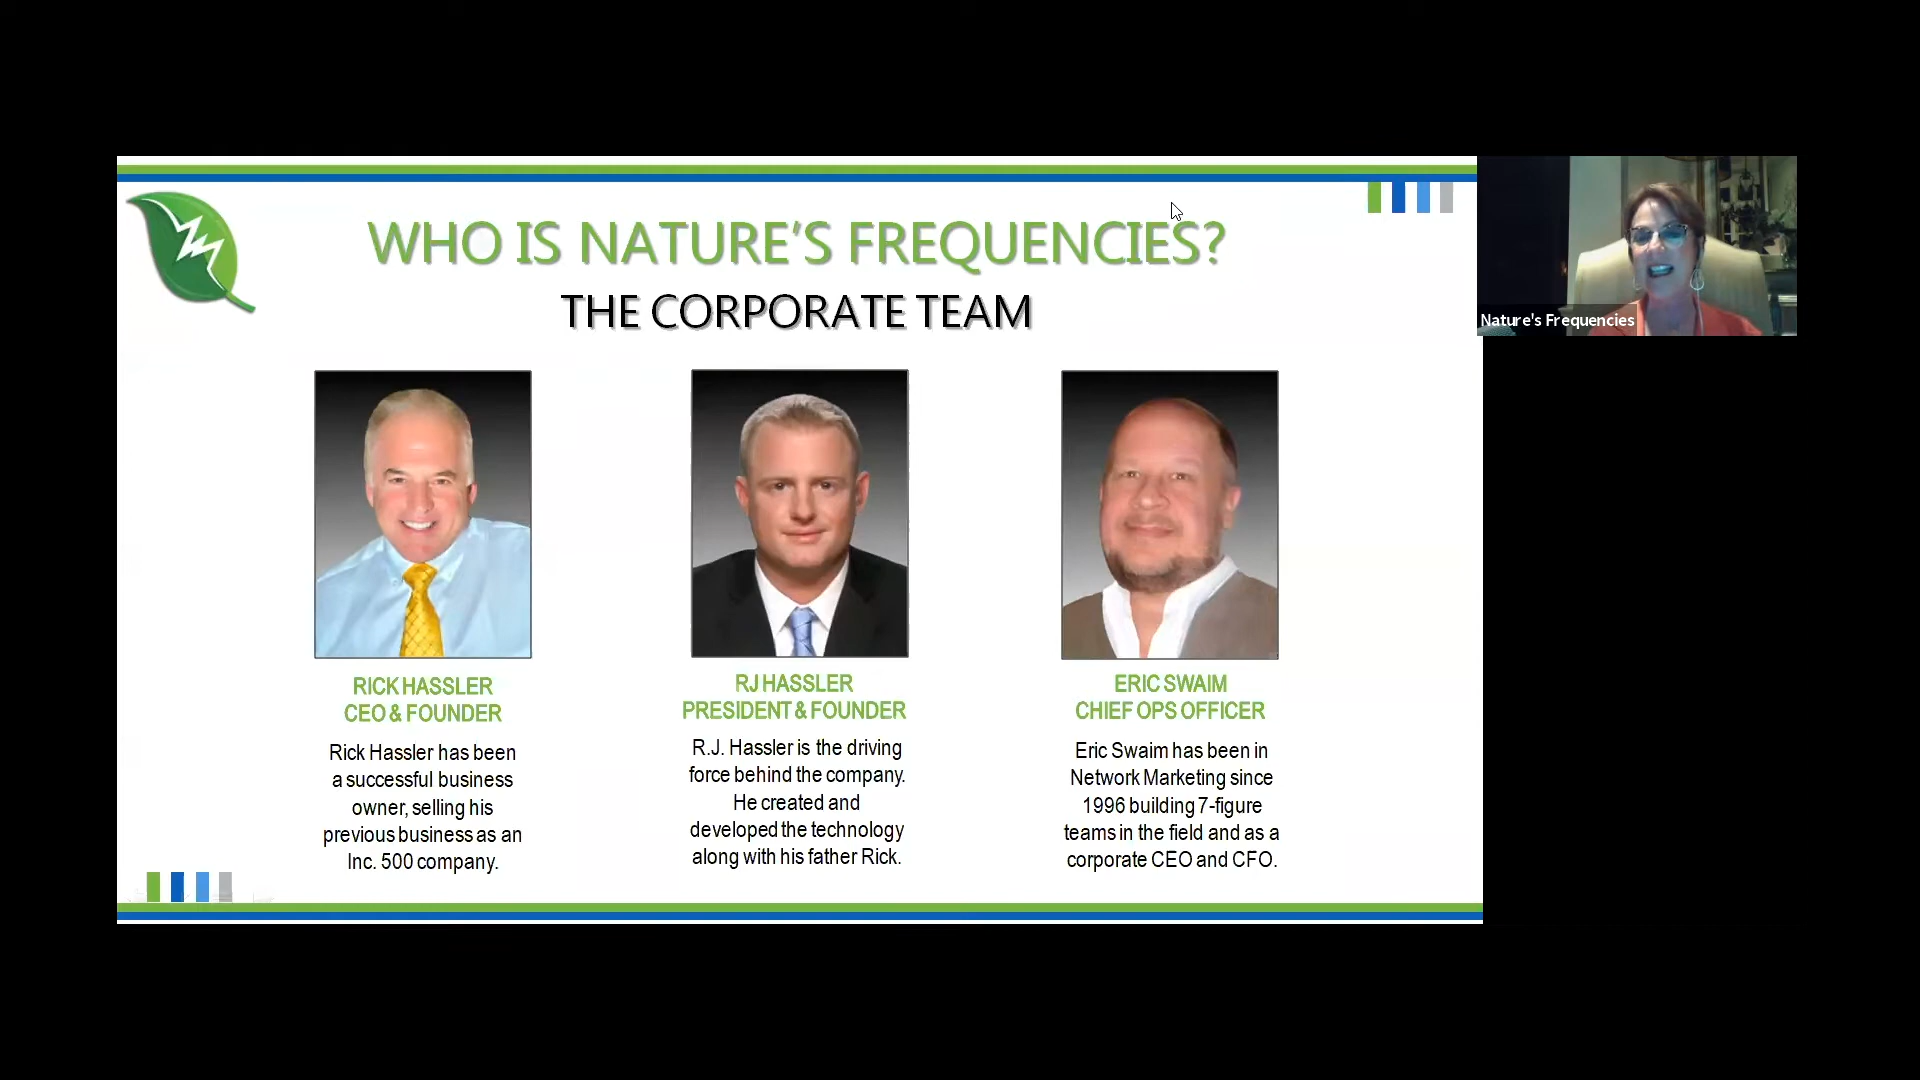 WHO IS NATURE'S FREQUENCIES?
THE CORPORATE TEAM
Nature's Frequencies
RICK HASSLER
CEO & FOUNDER
Rick Hassler has been
a successful business
owner, selling his
previous business as an
Inc. 500 company.
RJ HASSLER
PRESIDENT & FOUNDER
R.J. Hassler is the driving
force behind the company.
He created and
developed the technology
along with his father Rick.
ERIC SWAIM
CHIEF OPS OFFICER
Eric Swaim has been in
Network Marketing since
1996 building 7-figure
teams in the field and as a
corporate CEO and CFO.